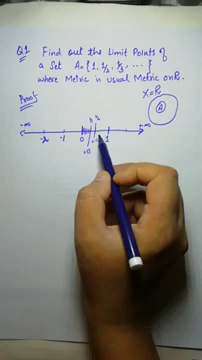 Q1 Find out the Limit Points of
a Set A = {1, 1/2, 1/3, ...}
where Metric is usual Metric on R.
X = R
A
Proof
-∞ +∞
-2 -1 0 1